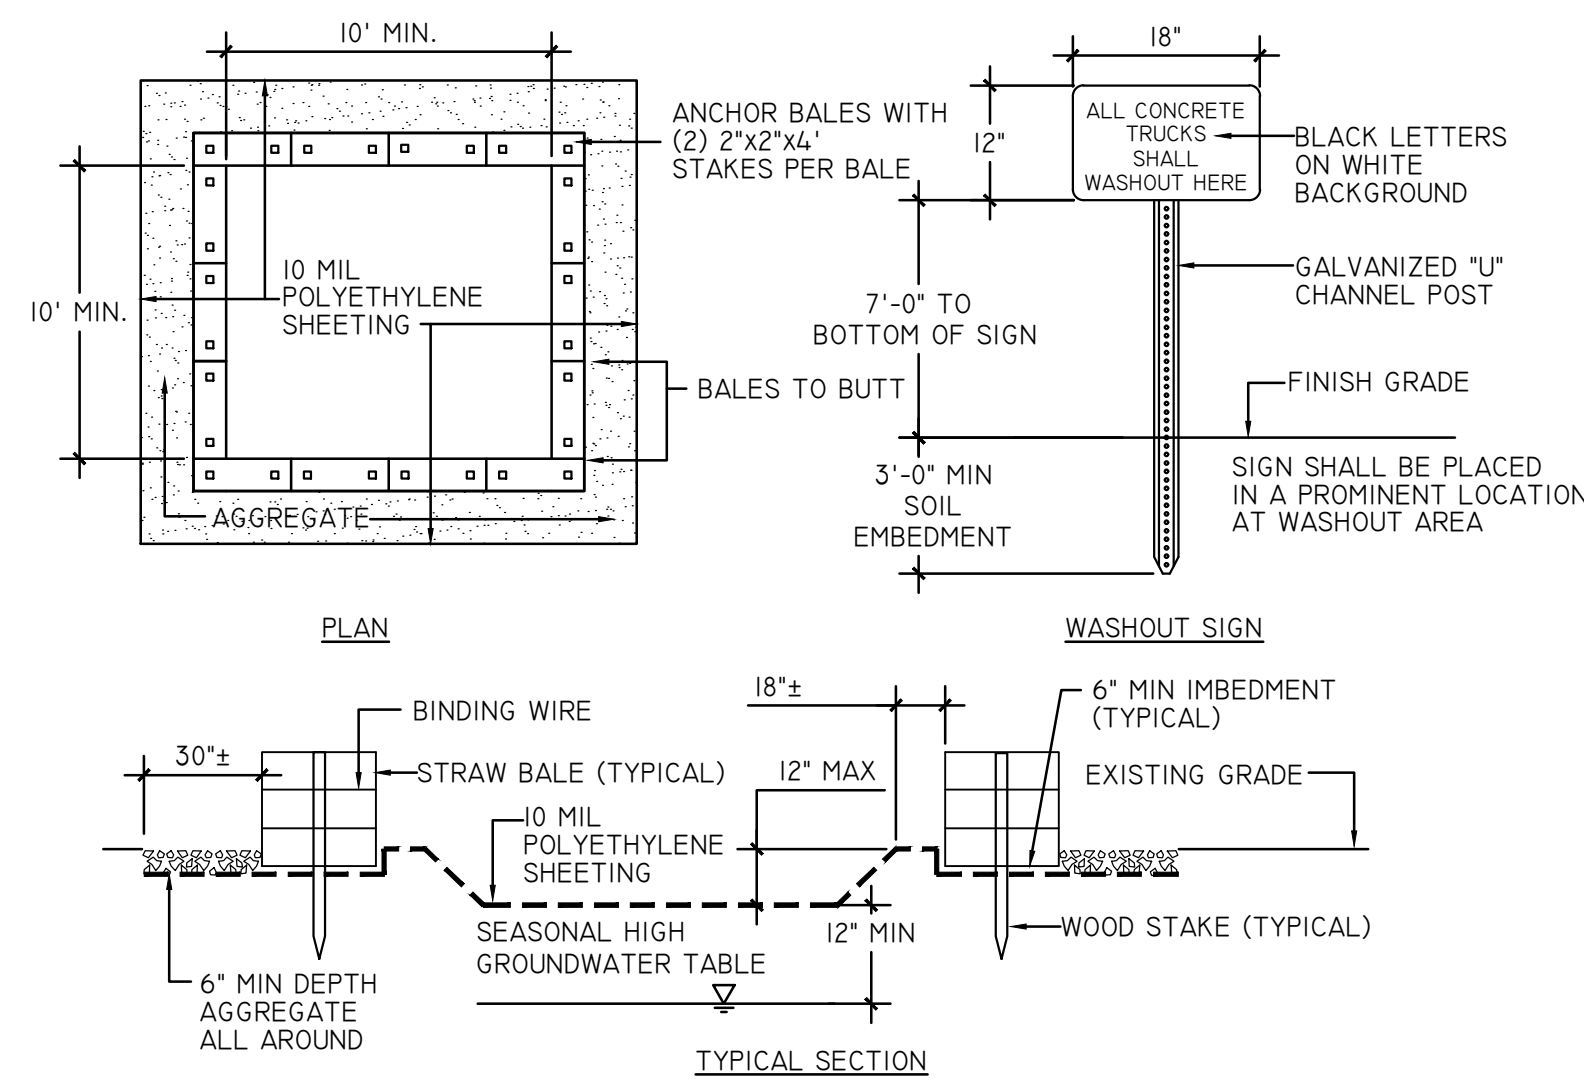 10' MIN.
10' MIN.
ANCHOR BALES WITH
(2) 2"x2"x4'
STAKES PER BALE
10 MIL
POLYETHYLENE
SHEETING
BALES TO BUTT
AGGREGATE
PLAN
18"
12"
ALL CONCRETE
TRUCKS
SHALL
WASHOUT HERE
BLACK LETTERS
ON WHITE
BACKGROUND
GALVANIZED "U"
CHANNEL POST
7'-0" TO
BOTTOM OF SIGN
FINISH GRADE
3'-0" MIN
SOIL
EMBEDMENT
SIGN SHALL BE PLACED
IN A PROMINENT LOCATION
AT WASHOUT AREA
WASHOUT SIGN
30"±
BINDING WIRE
STRAW BALE (TYPICAL)
10 MIL
POLYETHYLENE
SHEETING
18"±
12" MAX
6" MIN IMBEDMENT
(TYPICAL)
EXISTING GRADE
SEASONAL HIGH
GROUNDWATER TABLE
12" MIN
WOOD STAKE (TYPICAL)
6" MIN DEPTH
AGGREGATE
ALL AROUND
TYPICAL SECTION